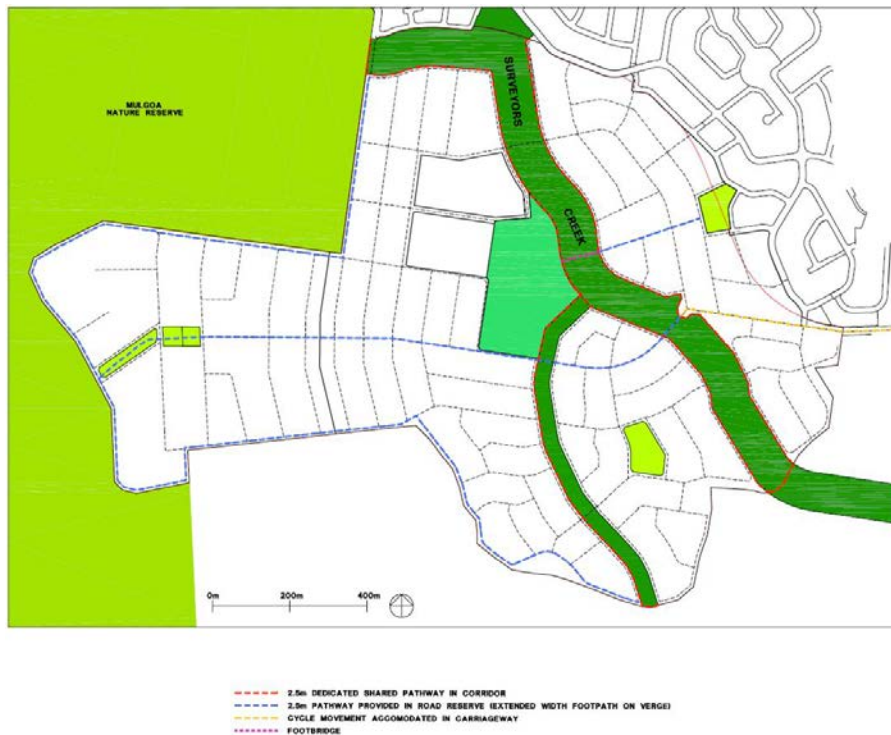 MULGOA
NATURE RESERVE
SURVEYORS
CREEK
0m 200m 400m
2.5m DEDICATED SHARED PATHWAY IN CORRIDOR
2.5m PATHWAY PROVIDED IN ROAD RESERVE (EXTENDED WIDTH FOOTPATH ON VERGE)
CYCLE MOVEMENT ACCOMODATED IN CARRIAGEWAY
FOOTBRIDGE